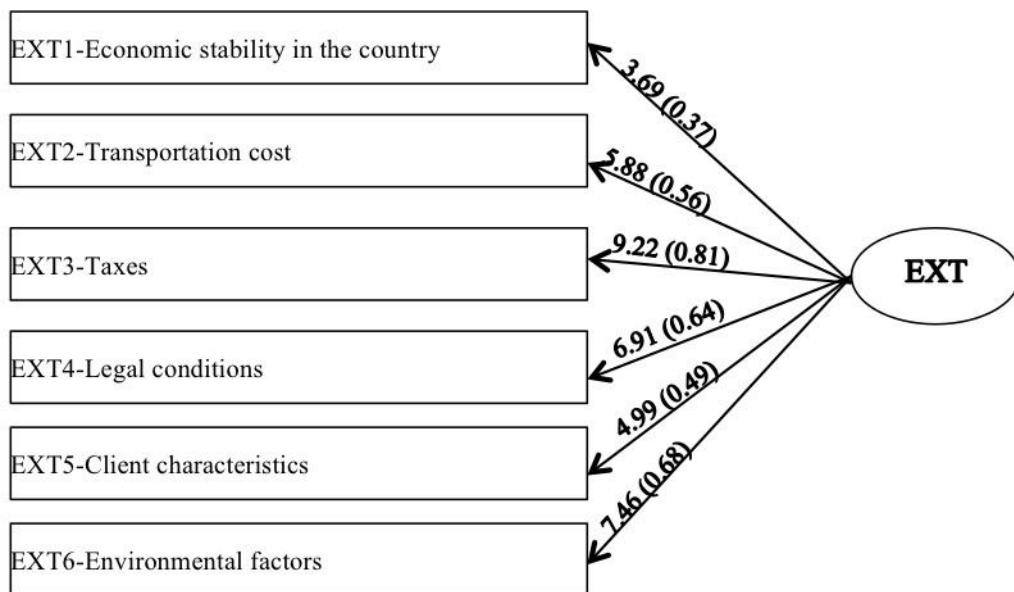 EXT1-Economic stability in the country
3.69 (0.37)
EXT2-Transportation cost
5.88 (0.56)
EXT3-Taxes
9.22 (0.81)
EXT
EXT4-Legal conditions
6.91 (0.64)
EXT5-Client characteristics
4.99 (0.49)
EXT6-Environmental factors
7.46 (0.68)